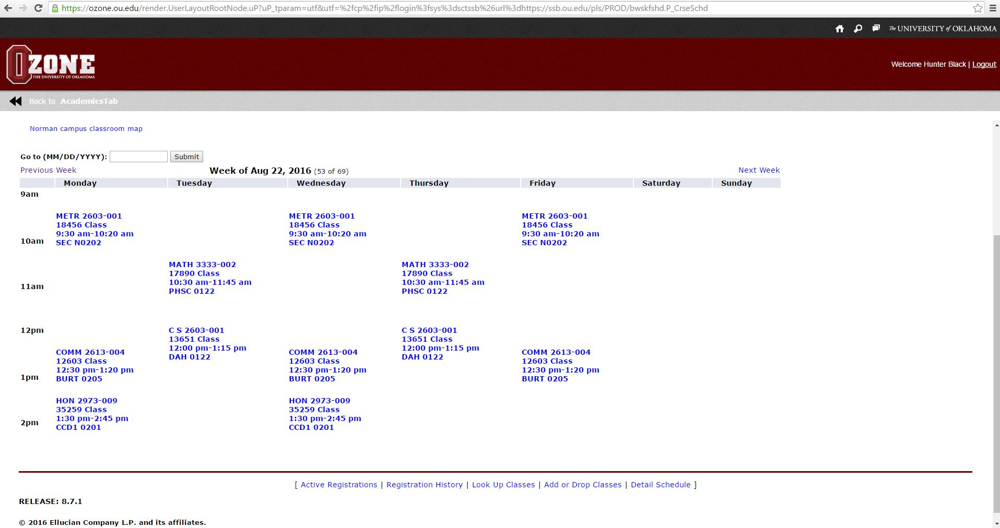 https://ozone.ou.edu/render.UserLayoutRootNode.uP?uP_tparam=utf&utf=%2fcp%2fip%2flogin%3fsys%3dsctssb%26url%3dhttps://ssb.ou.edu/pls/PROD/bwskfshd.P_CrseSchd
The UNIVERSITY of OKLAHOMA
OZONE
THE UNIVERSITY OF OKLAHOMA
Welcome Hunter Black | Logout
Back to AcademicsTab
Norman campus classroom map
Go to (MM/DD/YYYY): Submit
Previous Week Week of Aug 22, 2016 (53 of 69) Next Week
Monday Tuesday Wednesday Thursday Friday Saturday Sunday
9am
METR 2603-001 METR 2603-001 METR 2603-001
18456 Class 18456 Class 18456 Class
9:30 am-10:20 am 9:30 am-10:20 am 9:30 am-10:20 am
10am SEC N0202 SEC N0202 SEC N0202
MATH 3333-002 MATH 3333-002
17890 Class 17890 Class
10:30 am-11:45 am 10:30 am-11:45 am
11am PHSC 0122 PHSC 0122
12pm C S 2603-001 C S 2603-001
13651 Class 13651 Class
12:00 pm-1:15 pm 12:00 pm-1:15 pm
DAH 0122 DAH 0122
COMM 2613-004 COMM 2613-004 COMM 2613-004
12603 Class 12603 Class 12603 Class
12:30 pm-1:20 pm 12:30 pm-1:20 pm 12:30 pm-1:20 pm
1pm BURT 0205 BURT 0205 BURT 0205
HON 2973-009 HON 2973-009
35259 Class 35259 Class
1:30 pm-2:45 pm 1:30 pm-2:45 pm
2pm CCD1 0201 CCD1 0201
[ Active Registrations | Registration History | Look Up Classes | Add or Drop Classes | Detail Schedule ]
RELEASE: 8.7.1
© 2016 Ellucian Company L.P. and its affiliates.